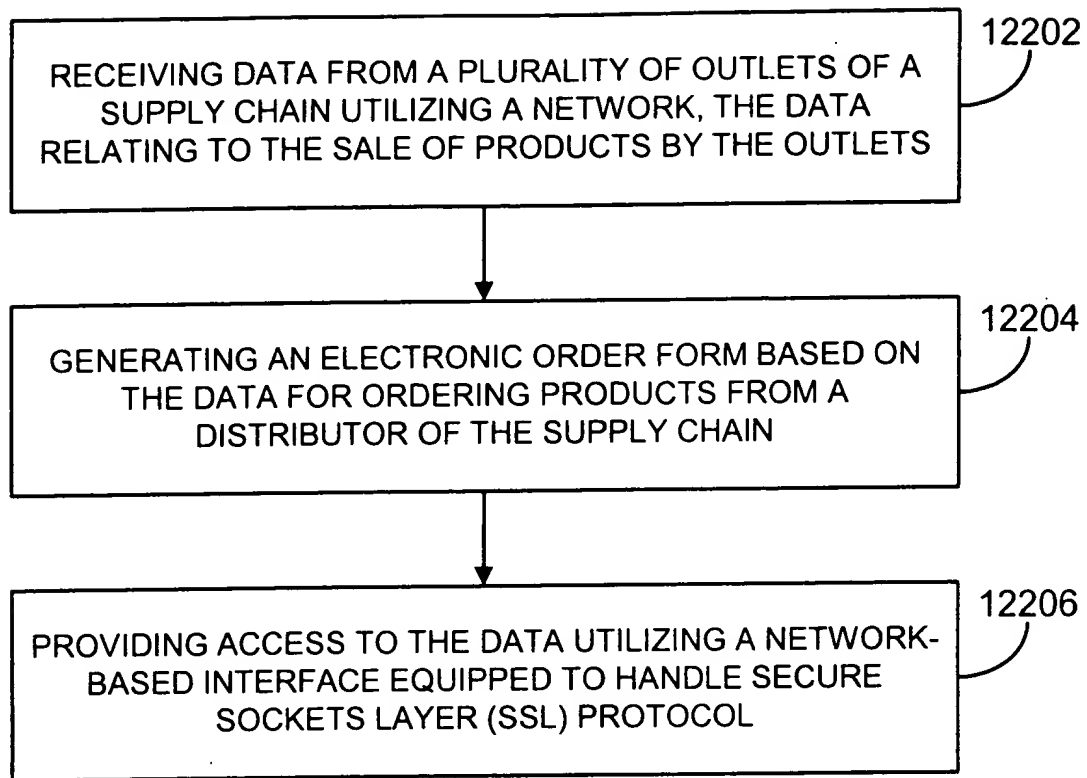 12202
RECEIVING DATA FROM A PLURALITY OF OUTLETS OF A
SUPPLY CHAIN UTILIZING A NETWORK, THE DATA
RELATING TO THE SALE OF PRODUCTS BY THE OUTLETS
12204
GENERATING AN ELECTRONIC ORDER FORM BASED ON
THE DATA FOR ORDERING PRODUCTS FROM A
DISTRIBUTOR OF THE SUPPLY CHAIN
12206
PROVIDING ACCESS TO THE DATA UTILIZING A NETWORK-
BASED INTERFACE EQUIPPED TO HANDLE SECURE
SOCKETS LAYER (SSL) PROTOCOL